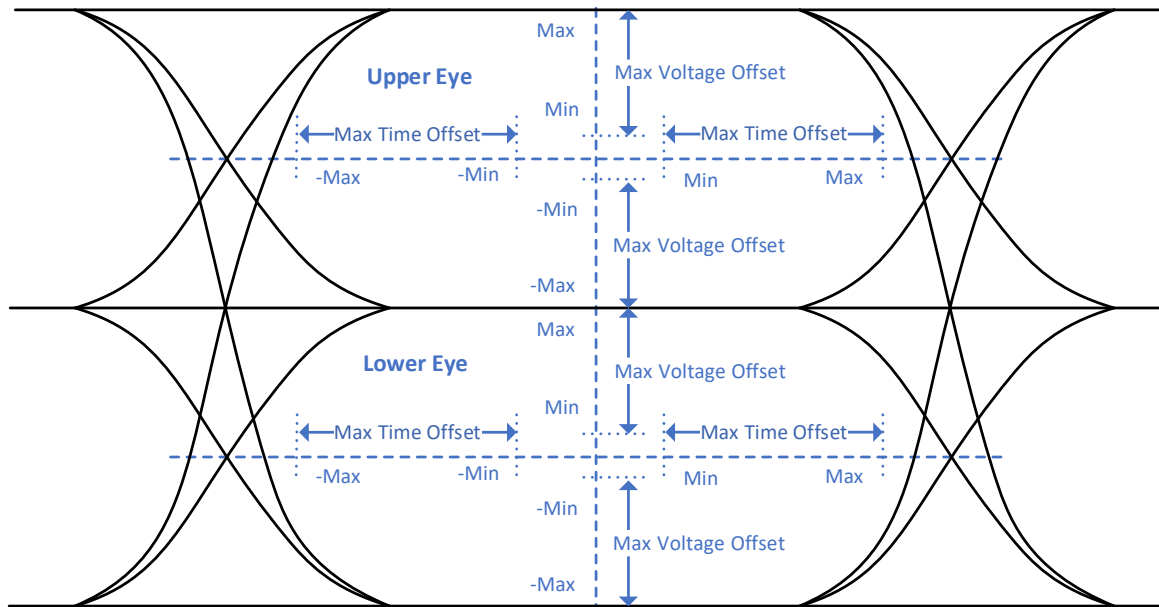 Max
Max Voltage Offset
Upper Eye
Min
Max Time Offset
Max Time Offset
-Max
-Min
Min
Max
-Min
Max Voltage Offset
-Max
Max
Lower Eye
Max Voltage Offset
Min
Max Time Offset
Max Time Offset
-Max
-Min
Min
Max
-Min
Max Voltage Offset
-Max